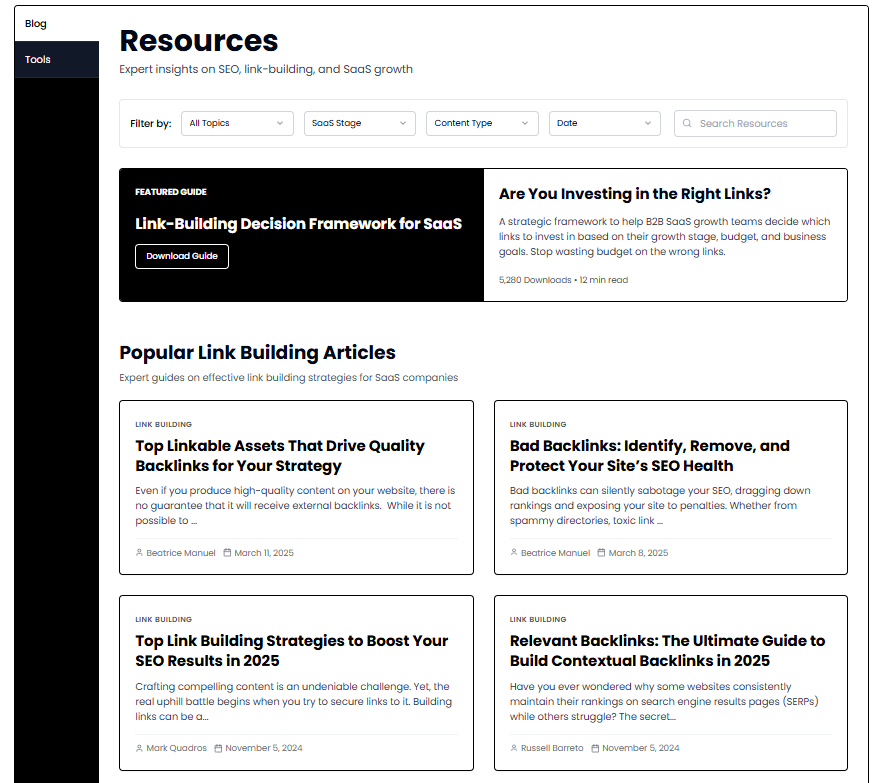 Blog
Tools
Resources
Expert insights on SEO, link-building, and SaaS growth
Filter by:
All Topics
SaaS Stage
Content Type
Date
Search Resources
FEATURED GUIDE
Link-Building Decision Framework for SaaS
Download Guide
Are You Investing in the Right Links?
A strategic framework to help B2B SaaS growth teams decide which
links to invest in based on their growth stage, budget, and business
goals. Stop wasting budget on the wrong links.
5,280 Downloads • 12 min read
Popular Link Building Articles
Expert guides on effective link building strategies for SaaS companies
LINK BUILDING
Top Linkable Assets That Drive Quality
Backlinks for Your Strategy
Even if you produce high-quality content on your website, there is
no guarantee that it will receive external backlinks.  While it is not
possible to ...
Beatrice Manuel
March 11, 2025
LINK BUILDING
Bad Backlinks: Identify, Remove, and
Protect Your Site’s SEO Health
Bad backlinks can silently sabotage your SEO, dragging down
rankings and exposing your site to penalties. Whether from
spammy directories, toxic link ...
Beatrice Manuel
March 8, 2025
LINK BUILDING
Top Link Building Strategies to Boost Your
SEO Results in 2025
Crafting compelling content is an undeniable challenge. Yet, the
real uphill battle begins when you try to secure links to it. Building
links can be a...
Mark Quadros
November 5, 2024
LINK BUILDING
Relevant Backlinks: The Ultimate Guide to
Build Contextual Backlinks in 2025
Have you ever wondered why some websites consistently
maintain their rankings on search engine results pages (SERPs)
while others struggle? The secret...
Russell Barreto
November 5, 2024